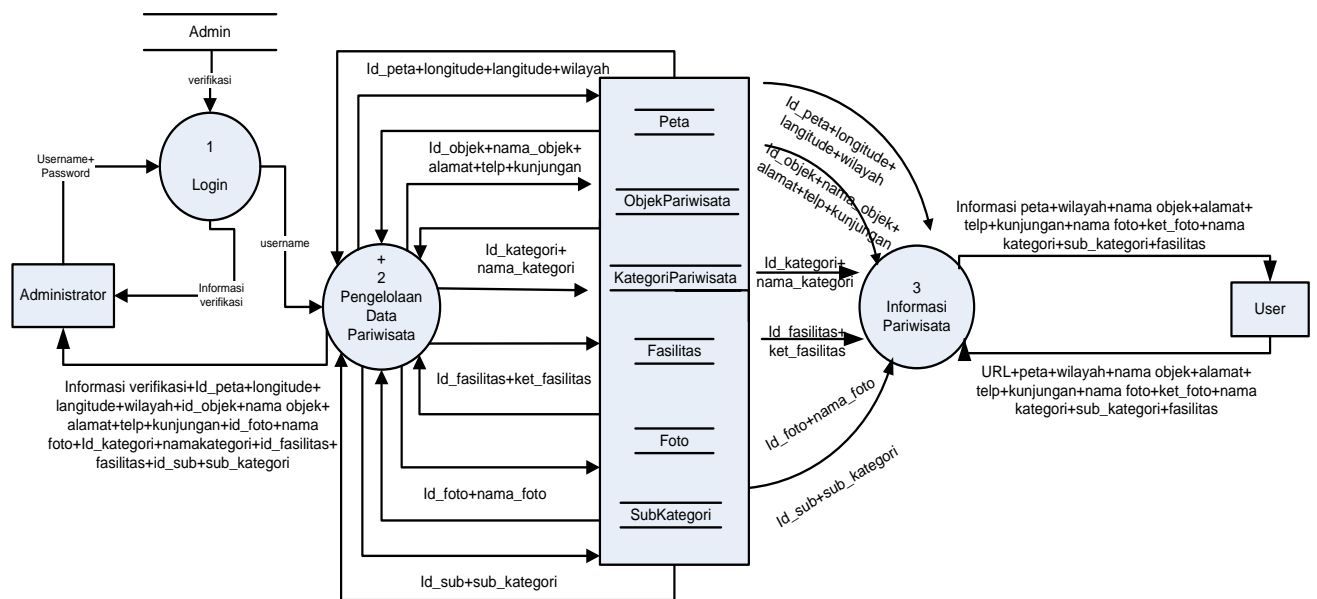 Admin
verifikasi
1
Login
Username+
Password
username
Informasi
verifikasi
Administrator
+
2
Pengelolaan
Data
Pariwisata
Informasi verifikasi+Id_peta+longitude+
langitude+wilayah+id_objek+nama objek+
alamat+telp+kunjungan+id_foto+nama
foto+Id_kategori+namakategori+id_fasilitas+
fasilitas+id_sub+sub_kategori
Id_peta+longitude+langitude+wilayah
Id_objek+nama_objek+
alamat+telp+kunjungan
Id_kategori+
nama_kategori
Id_fasilitas+ket_fasilitas
Id_foto+nama_foto
Id_sub+sub_kategori
Peta
ObjekPariwisata
KategoriPariwisata
Fasilitas
Foto
SubKategori
Id_peta+longitude+
langitude+wilayah
Id_objek+nama_objek+
alamat+telp+kunjungan
Id_kategori+
nama_kategori
Id_fasilitas+
ket_fasilitas
Id_foto+nama_foto
Id_sub+sub_kategori
3
Informasi
Pariwisata
Informasi peta+wilayah+nama objek+alamat+
telp+kunjungan+nama foto+ket_foto+nama
kategori+sub_kategori+fasilitas
User
URL+peta+wilayah+nama objek+alamat+
telp+kunjungan+nama foto+ket_foto+nama
kategori+sub_kategori+fasilitas